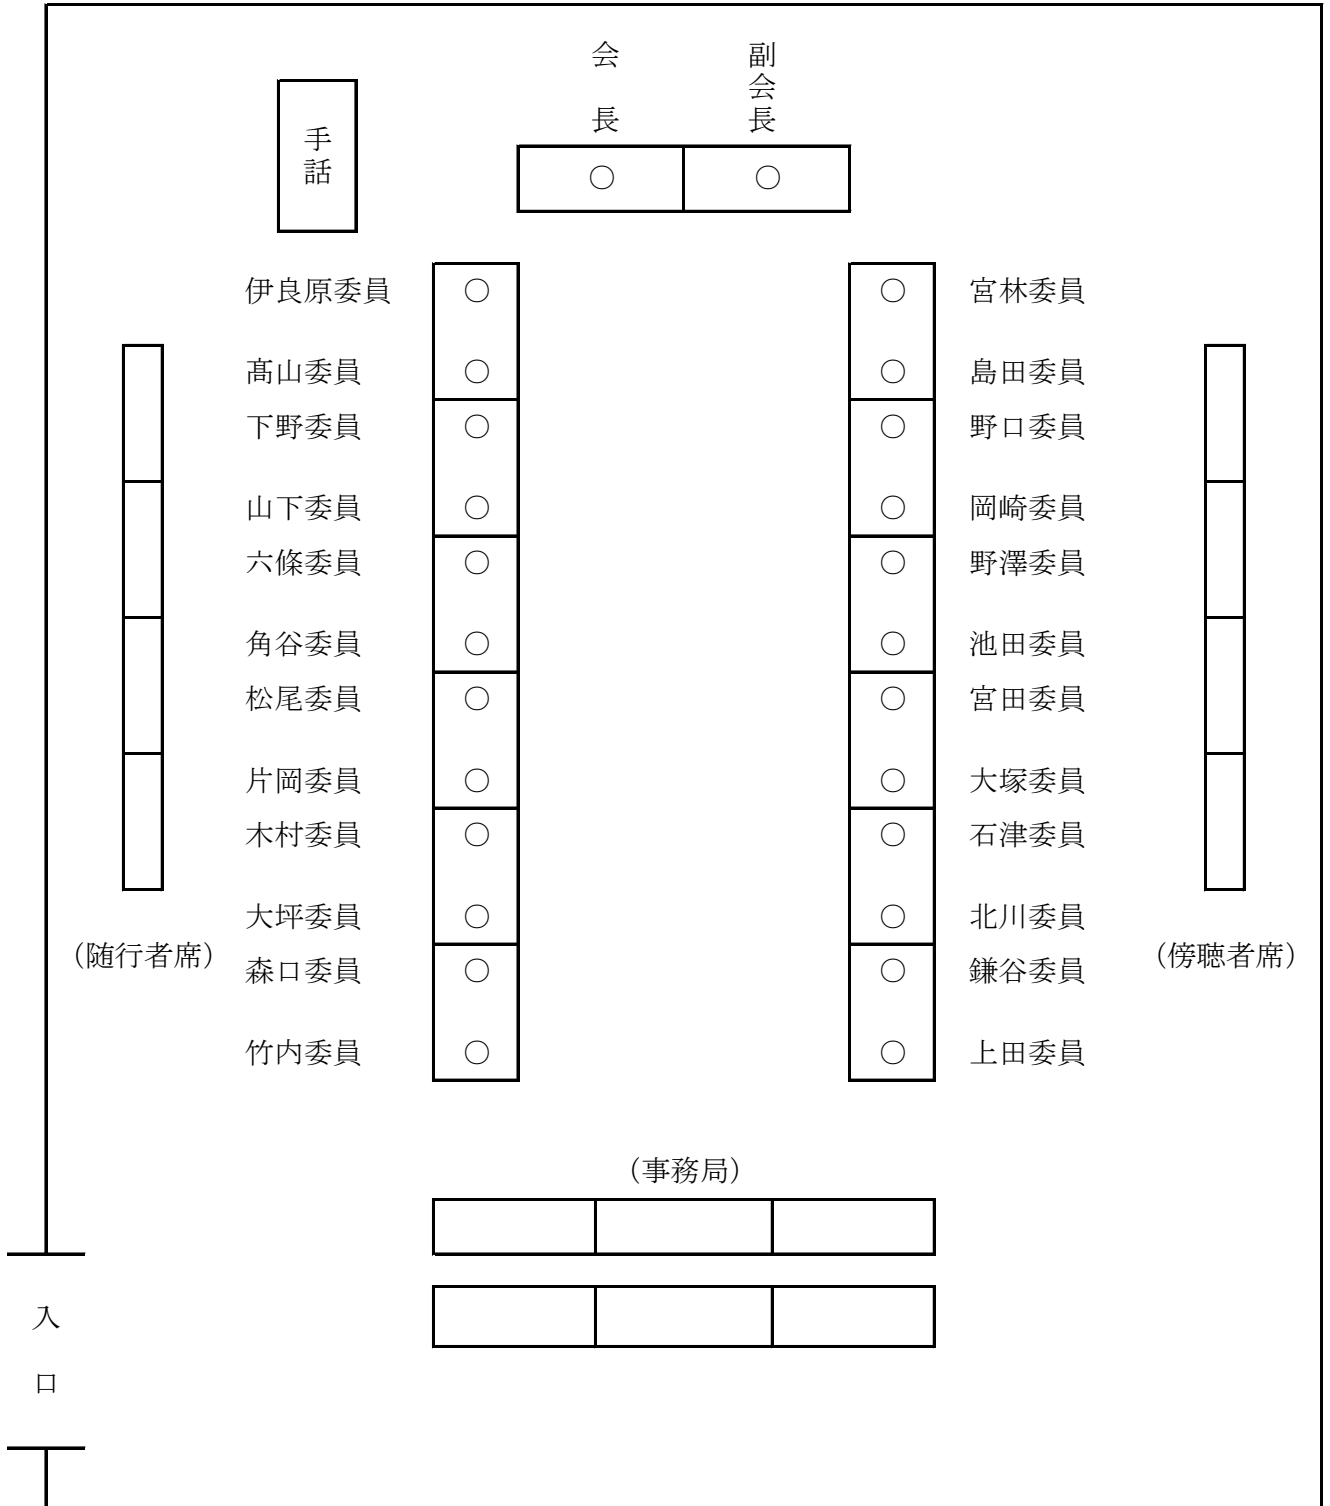 会長
副会長
手話
○ ○
伊良原委員 ○ ○ 宮林委員
髙山委員 ○ ○ 島田委員
下野委員 ○ ○ 野口委員
山下委員 ○ ○ 岡崎委員
六條委員 ○ ○ 野澤委員
角谷委員 ○ ○ 池田委員
松尾委員 ○ ○ 宮田委員
片岡委員 ○ ○ 大塚委員
木村委員 ○ ○ 石津委員
大坪委員 ○ ○ 北川委員
(随行者席) 森口委員 ○ ○ 鎌谷委員 (傍聴者席)
竹内委員 ○ ○ 上田委員
(事務局)
入口